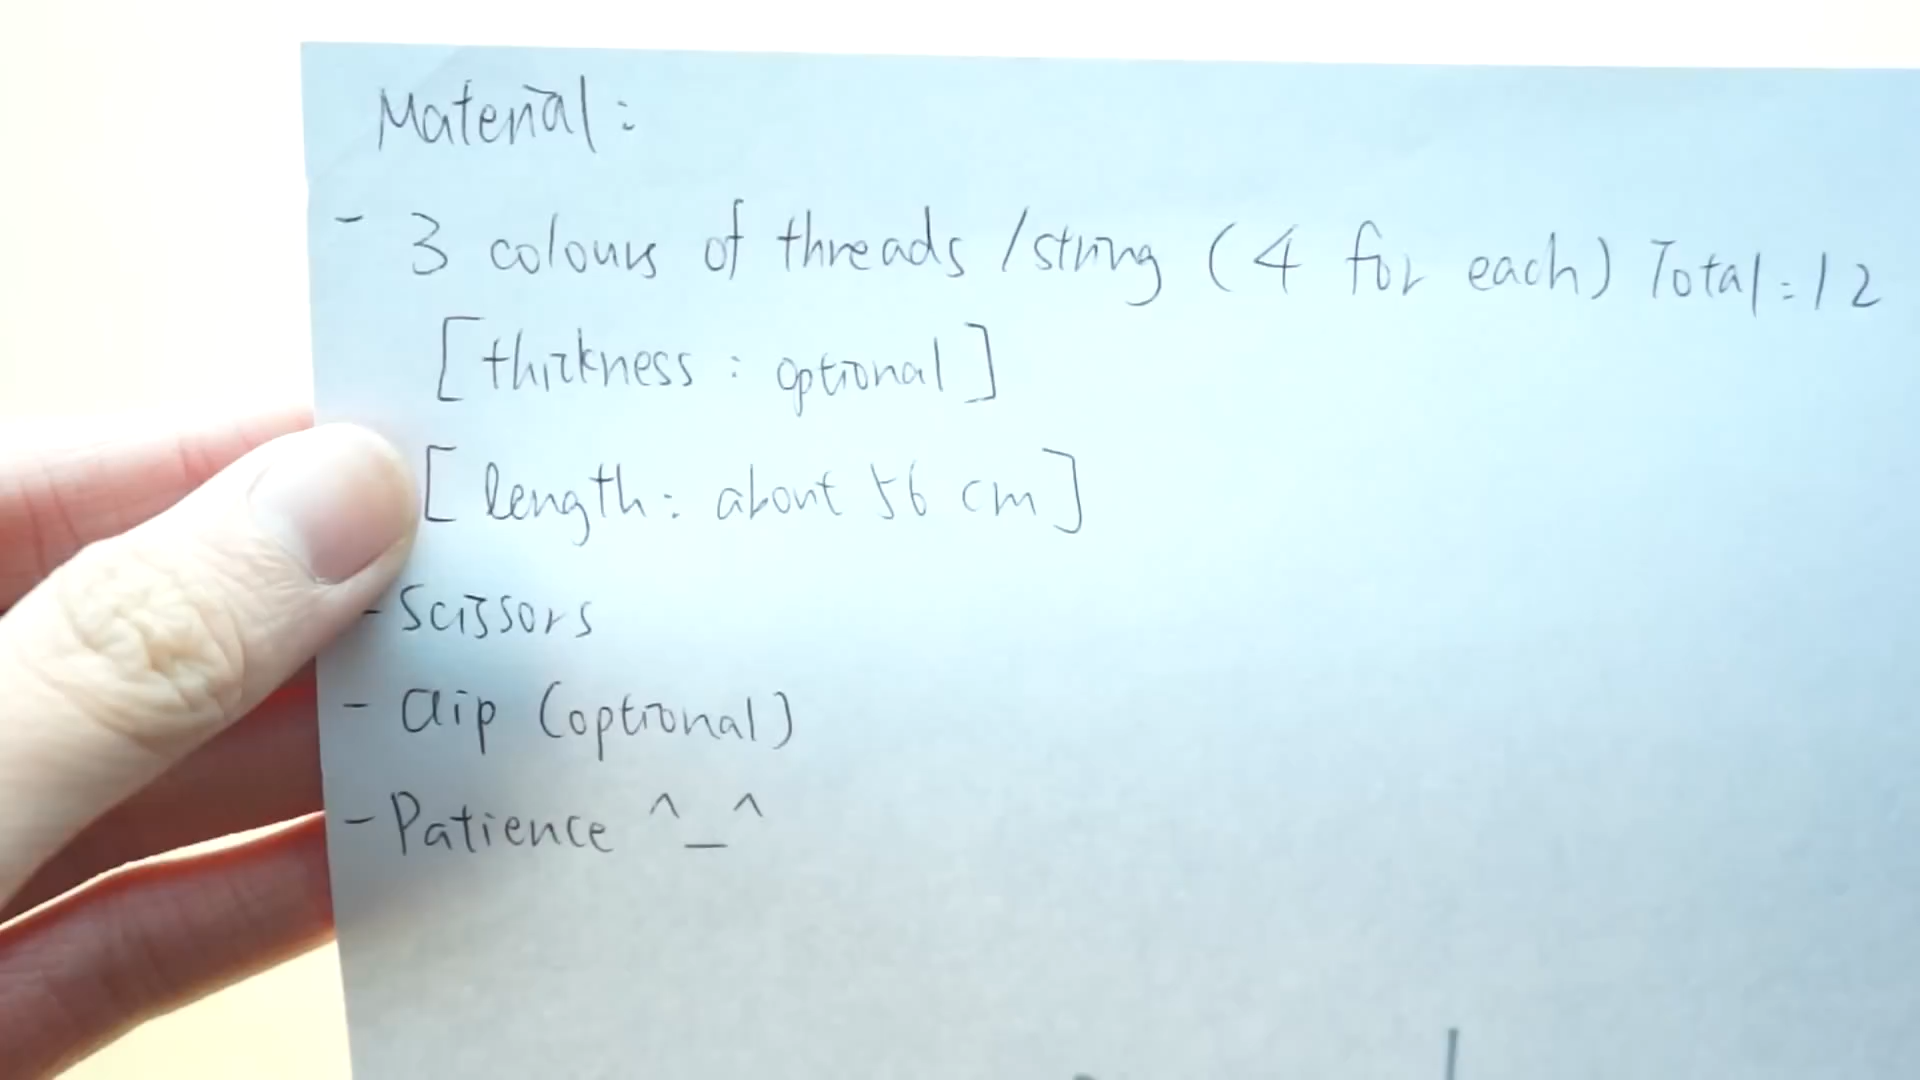 Material:
- 3 colours of threads /string (4 for each) Total = 12
[thickness : optional]
[length : about 56 cm]
- Scissors
- Clip (optional)
- Patience ^_^